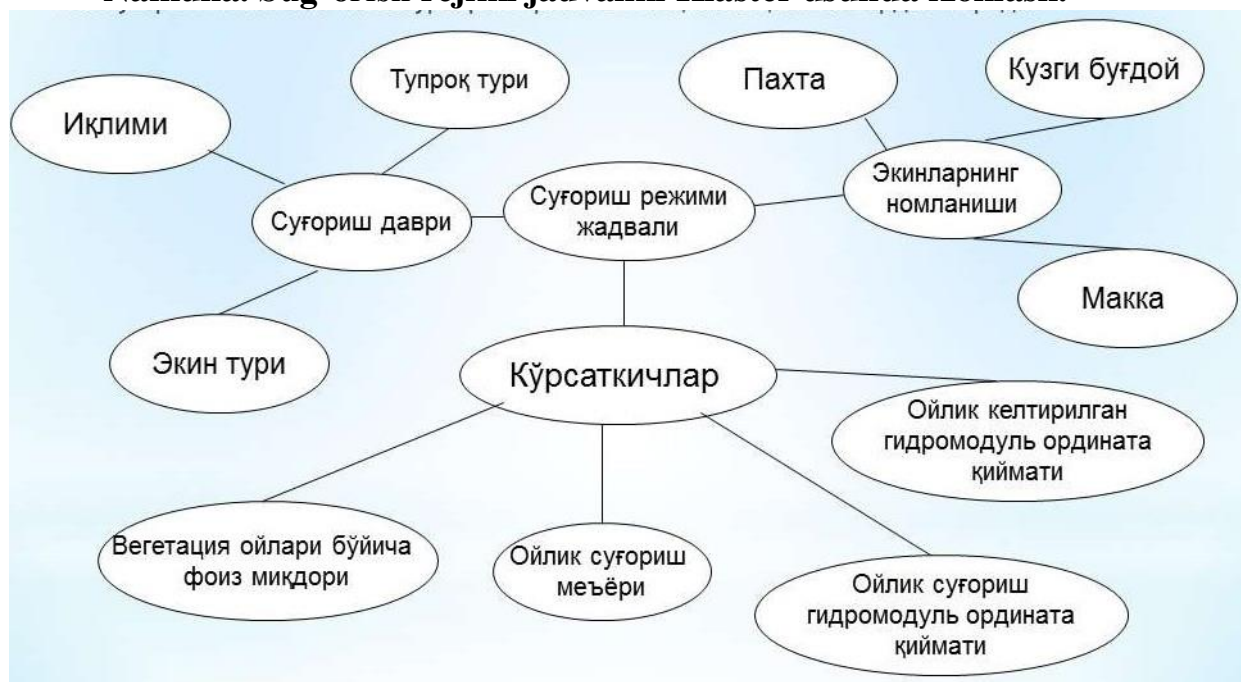 Тупроқ тури
Пахта
Кузги буғдой
Иқлими
Экинларнинг
номланиши
Суғориш даври
Суғориш режими
жадвали
Макка
Экин тури
Кўрсаткичлар
Ойлик келтирилган
гидромодуль ордината
қиймати
Вегетация ойлари бўйича
фоиз миқдори
Ойлик суғориш
меъёри
Ойлик суғориш
гидромодуль ордината
қиймати